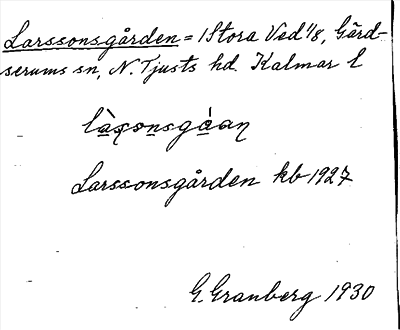 Larssonsgården = 1 Stora Ved 1/8, Gärd-
serums sn, N. Tjusts hd. Kalmar l
Larssonsgården kb 1927
G. Granberg 1930